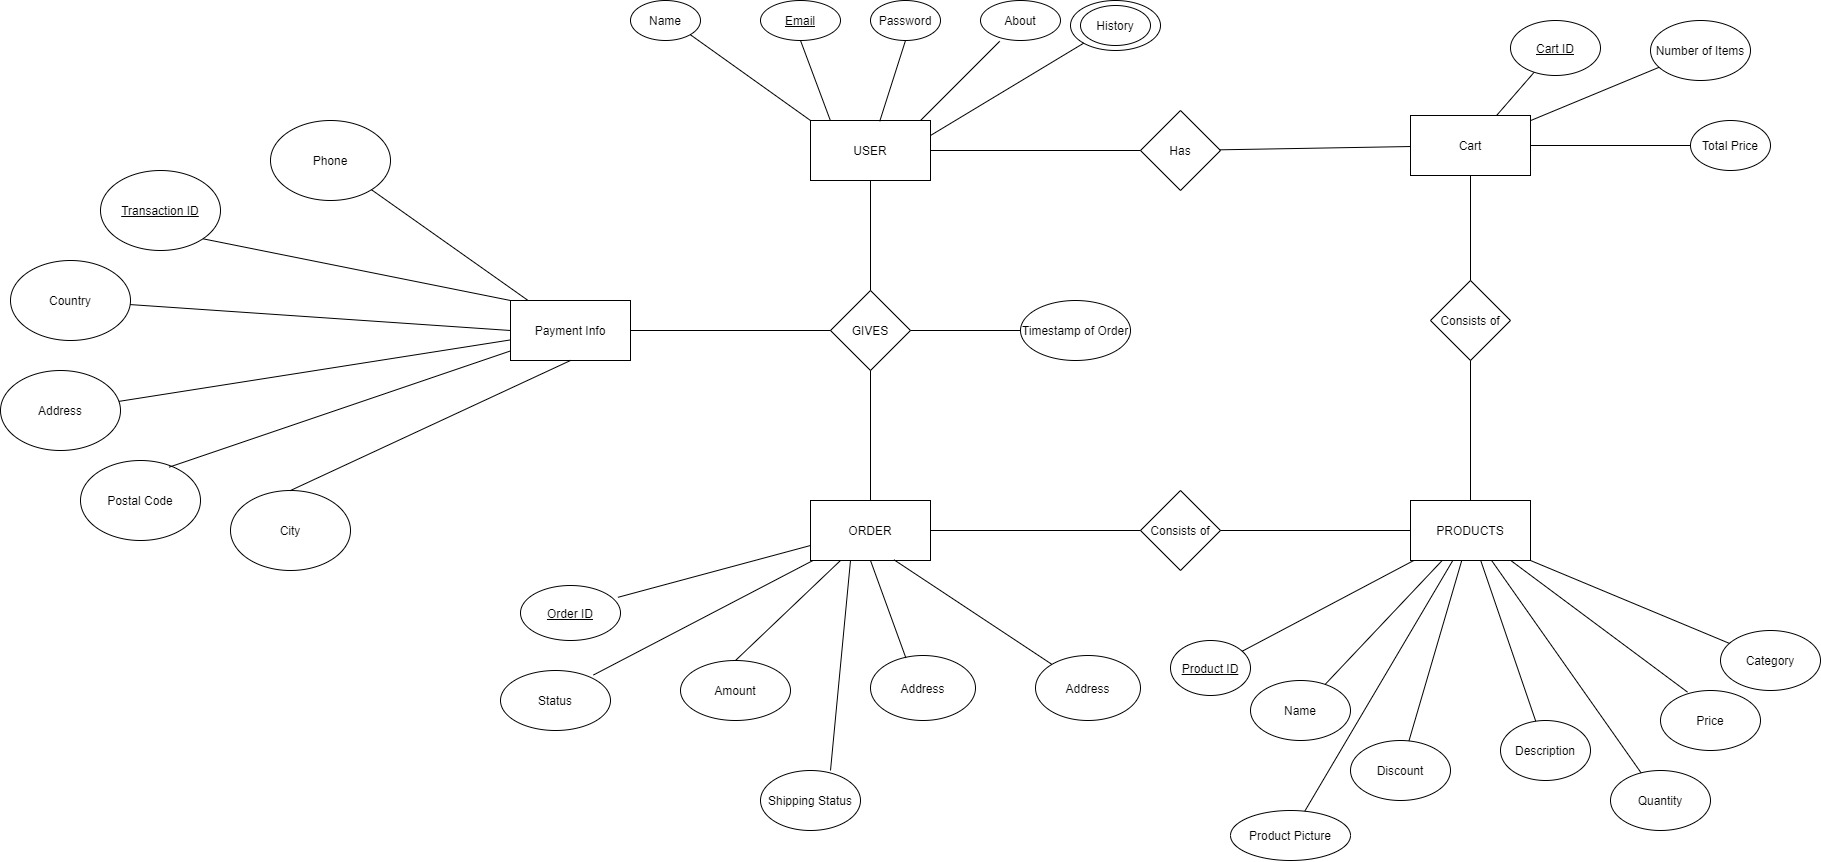 Name
Email
Password
About
History
Cart ID
Number of Items
USER
Has
Cart
Total Price
Phone
Transaction ID
Country
Payment Info
GIVES
Timestamp of Order
Consists of
Address
Postal Code
City
ORDER
Consists of
PRODUCTS
Order ID
Status
Amount
Address
Address
Shipping Status
Product ID
Name
Product Picture
Discount
Description
Quantity
Price
Category